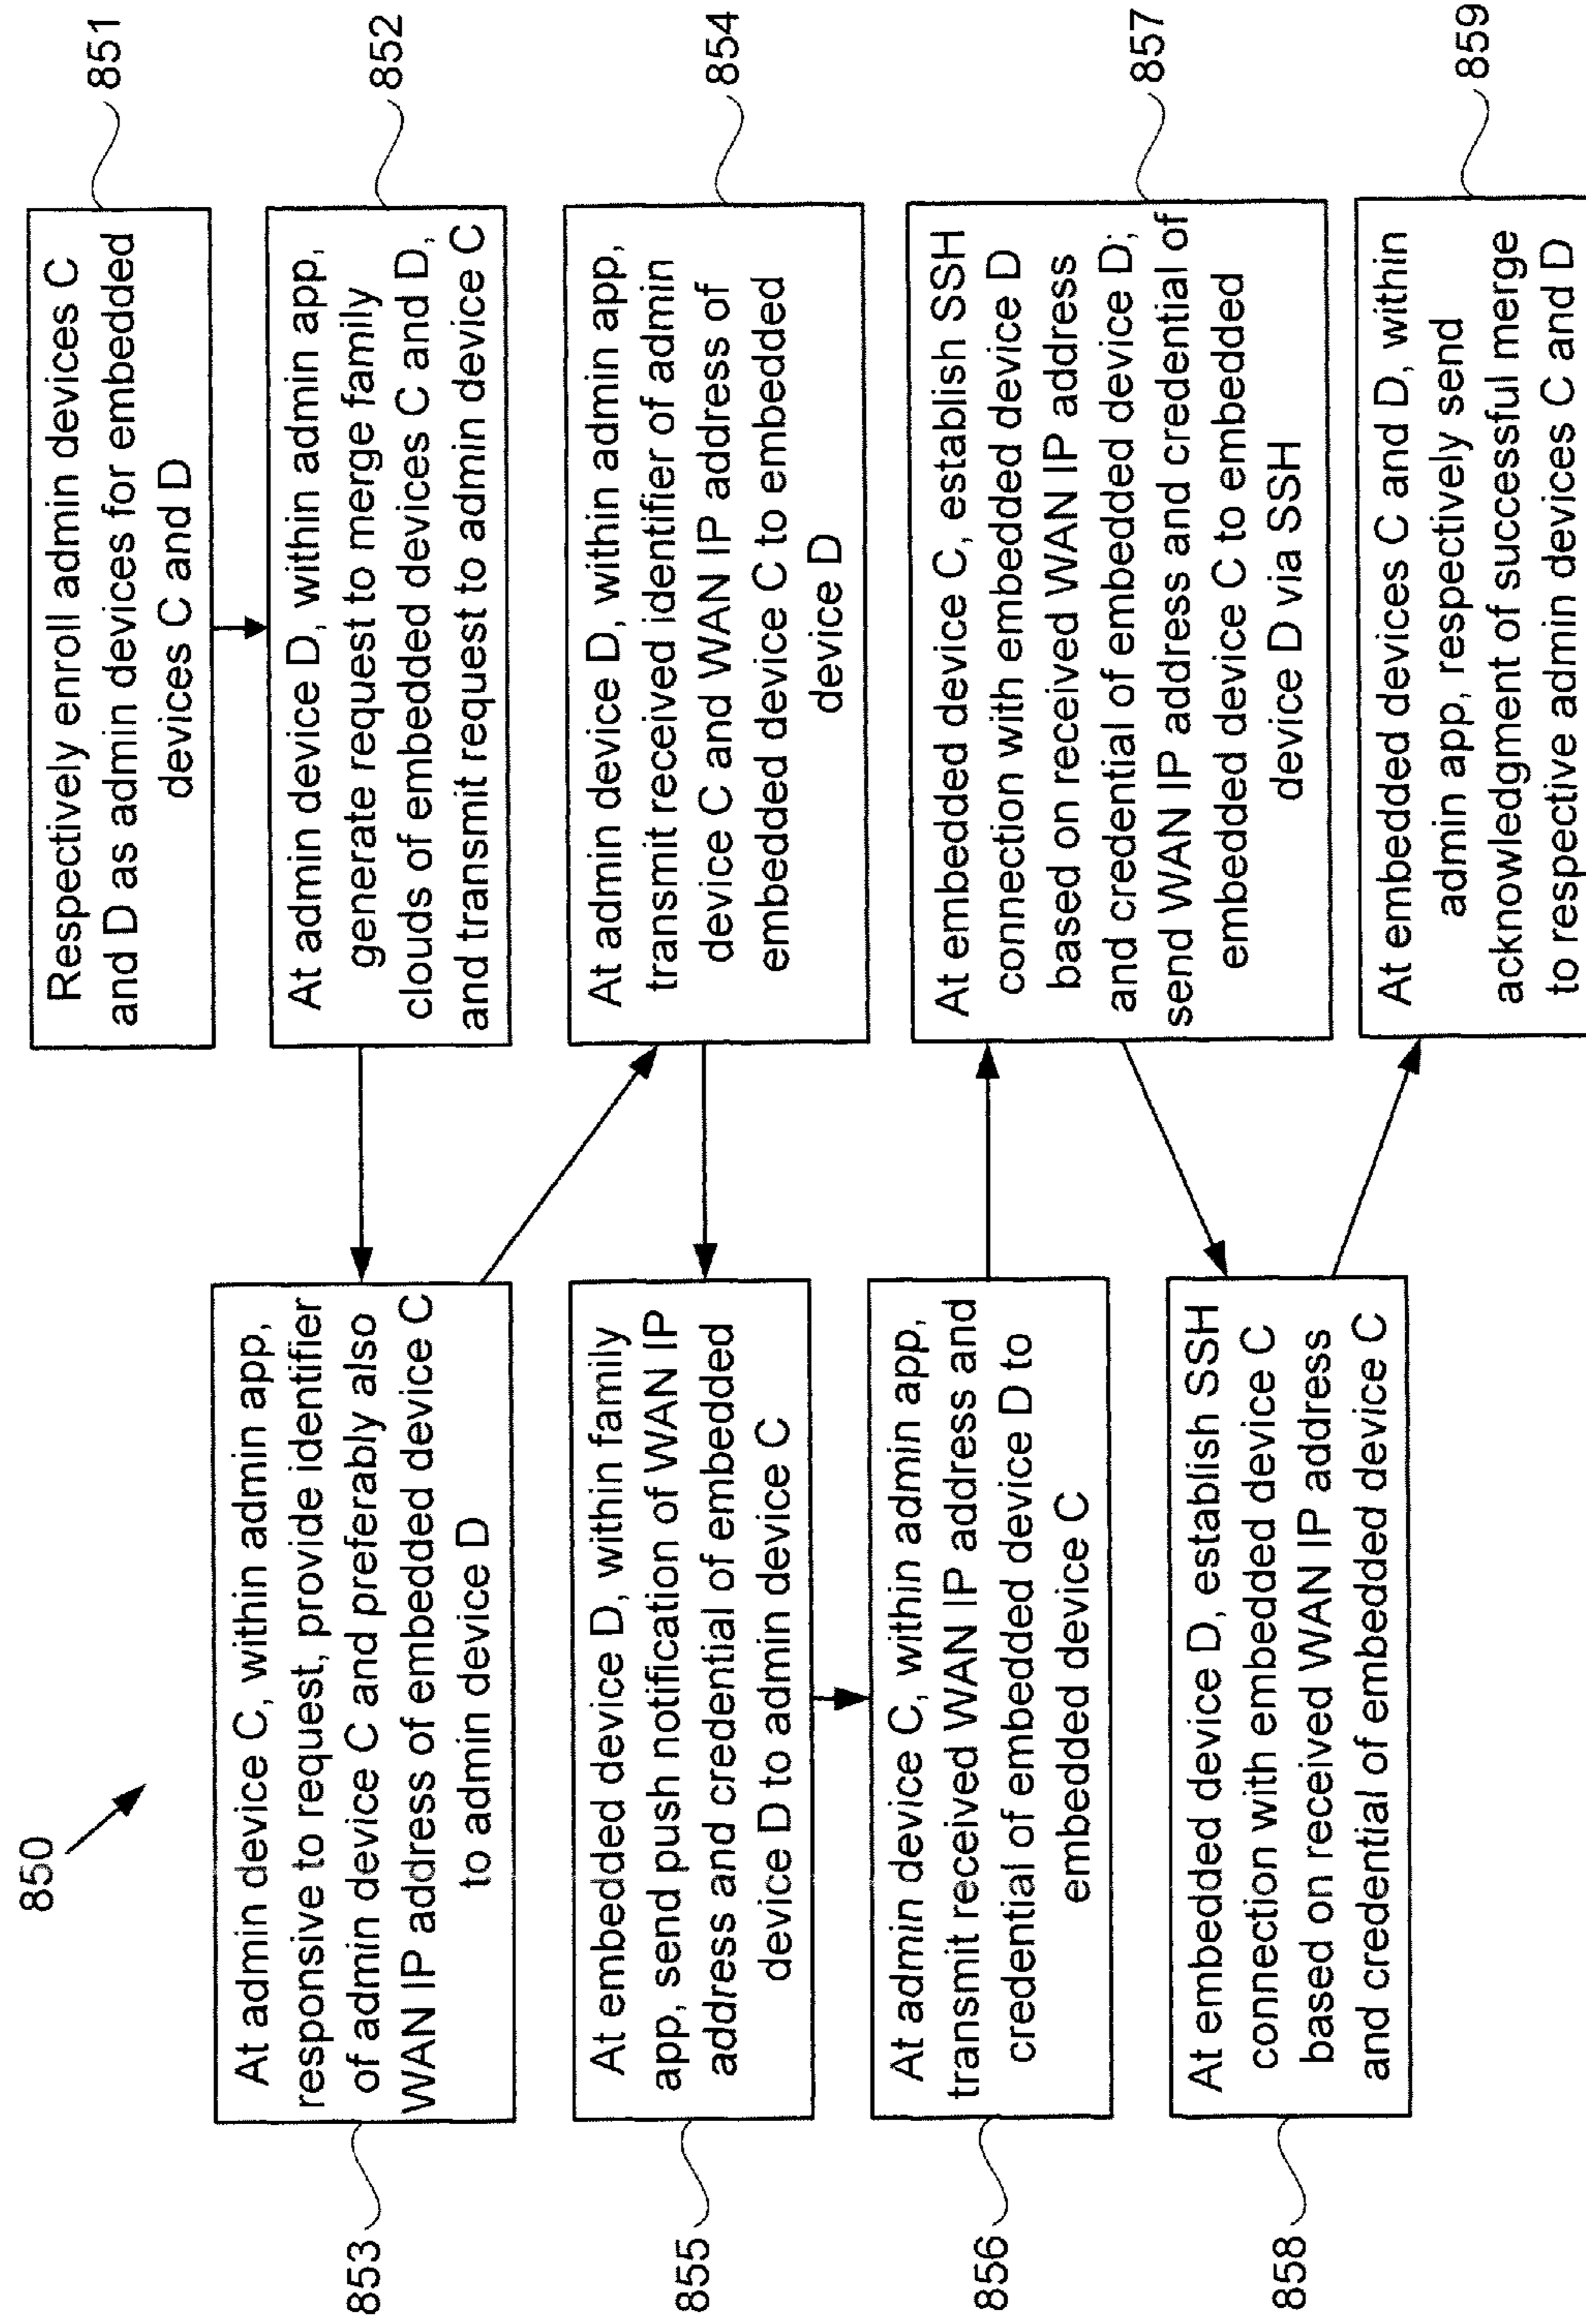 850
Respectively enroll admin devices C
and D as admin devices for embedded
devices C and D
851
At admin device D, within admin app,
generate request to merge family
clouds of embedded devices C and D,
and transmit request to admin device C
852
At admin device C, within admin app,
responsive to request, provide identifier
of admin device C and preferably also
WAN IP address of embedded device C
to admin device D
853
At admin device D, within admin app,
transmit received identifier of admin
device C and WAN IP address of
embedded device C to embedded
device D
854
At embedded device D, within family
app, send push notification of WAN IP
address and credential of embedded
device D to admin device C
855
At admin device C, within admin app,
transmit received WAN IP address and
credential of embedded device D to
embedded device C
856
At embedded device C, establish SSH
connection with embedded device D
based on received WAN IP address
and credential of embedded device D;
send WAN IP address and credential of
embedded device C to embedded
device D via SSH
857
At embedded device D, establish SSH
connection with embedded device C
based on received WAN IP address
and credential of embedded device C
858
At embedded devices C and D, within
admin app, respectively send
acknowledgment of successful merge
to respective admin devices C and D
859